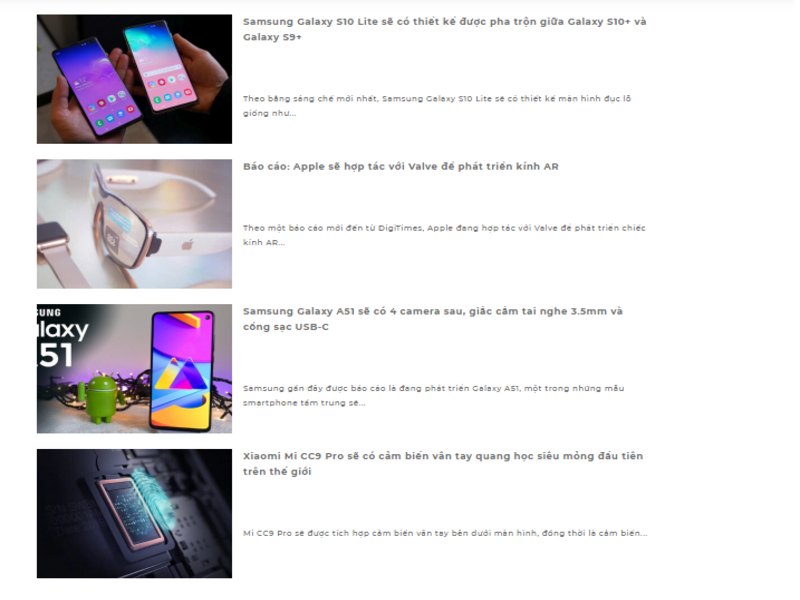 Samsung Galaxy S10 Lite sẽ có thiết kế được pha trộn giữa Galaxy S10+ và
Galaxy S9+
Theo bằng sáng chế mới nhất, Samsung Galaxy S10 Lite sẽ có thiết kế màn hình đục lỗ
giống như...
Báo cáo: Apple sẽ hợp tác với Valve để phát triển kính AR
Theo một báo cáo mới đến từ DigiTimes, Apple đang hợp tác với Valve để phát triển chiếc
kính AR...
SUNG
alaxy
51
Samsung Galaxy A51 sẽ có 4 camera sau, giắc cắm tai nghe 3.5mm và
cổng sạc USB-C
Samsung gần đây được báo cáo là đang phát triển Galaxy A51, một trong những mẫu
smartphone tầm trung sẽ...
Xiaomi Mi CC9 Pro sẽ có cảm biến vân tay quang học siêu mỏng đầu tiên
trên thế giới
Mi CC9 Pro sẽ được tích hợp cảm biến vân tay bên dưới màn hình, đồng thời là cảm biến...